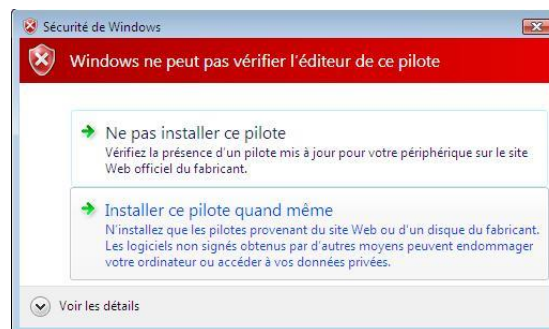 Sécurité de Windows
Windows ne peut pas vérifier l'éditeur de ce pilote
Ne pas installer ce pilote
Vérifiez la présence d'un pilote mis à jour pour votre périphérique sur le site
Web officiel du fabricant.
Installer ce pilote quand même
N'installez que les pilotes provenant du site Web ou d'un disque du fabricant.
Les logiciels non signés obtenus par d'autres moyens peuvent endommager
votre ordinateur ou accéder à vos données privées.
Voir les détails